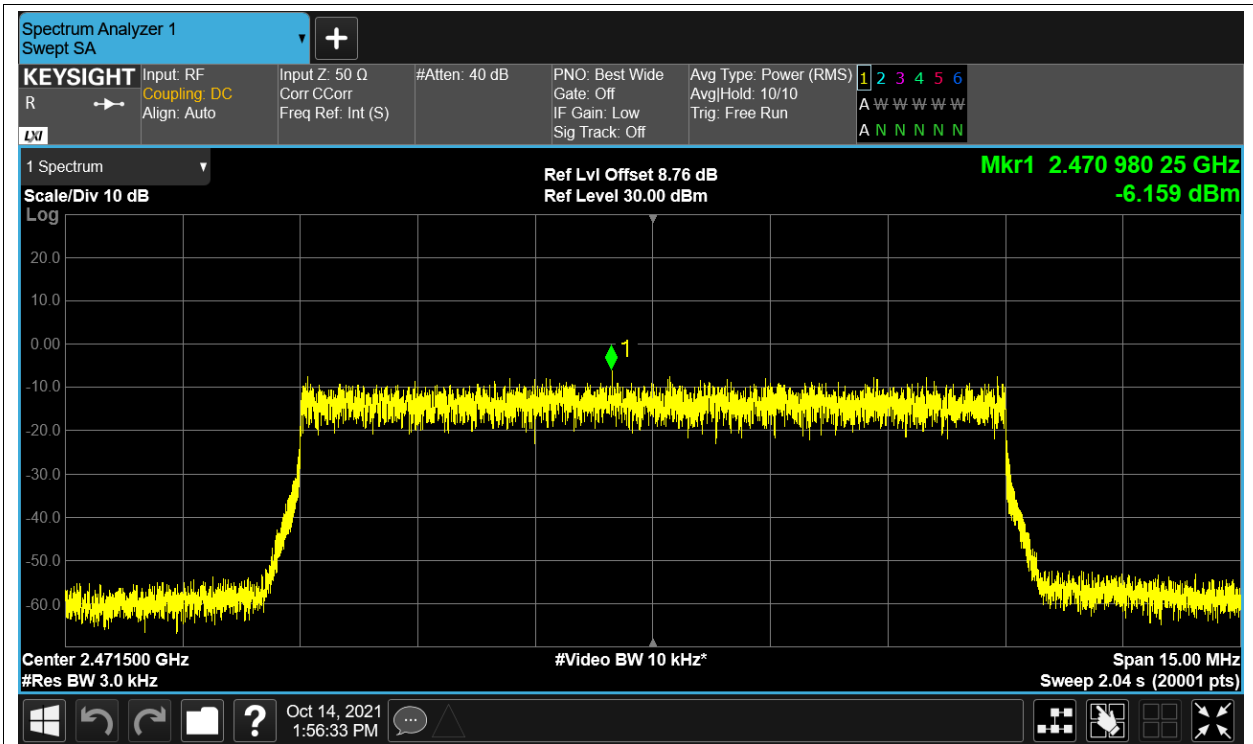 Spectrum Analyzer 1
Swept SA
+
KEYSIGHT
R
LXI
Input: RF
Coupling: DC
Align: Auto
Input Z: 50 Ω
Corr CCorr
Freq Ref: Int (S)
#Atten: 40 dB
PNO: Best Wide
Gate: Off
IF Gain: Low
Sig Track: Off
Avg Type: Power (RMS)
Avg|Hold: 10/10
Trig: Free Run
1 2 3 4 5 6
A W W W W W
A N N N N N
1 Spectrum
Scale/Div 10 dB
Log
Ref Lvl Offset 8.76 dB
Ref Level 30.00 dBm
Mkr1 2.470 980 25 GHz
-6.159 dBm
20.0
10.0
0.00
-10.0
-20.0
-30.0
-40.0
-50.0
-60.0
1
Center 2.471500 GHz
#Res BW 3.0 kHz
#Video BW 10 kHz*
Span 15.00 MHz
Sweep 2.04 s (20001 pts)
?
Oct 14, 2021
1:56:33 PM